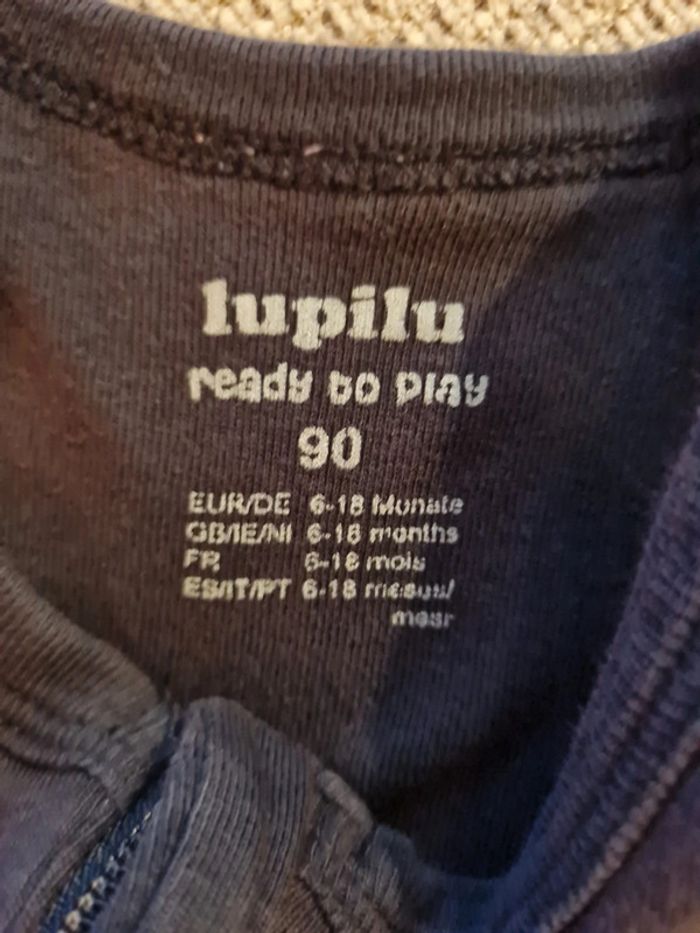 lupilu
ready to play
90
EUR/DE 6-18 Monate
GB/IE/NI 6-18 months
FR 6-18 mois
ES/IT/PT 6-18 meses/
mesi